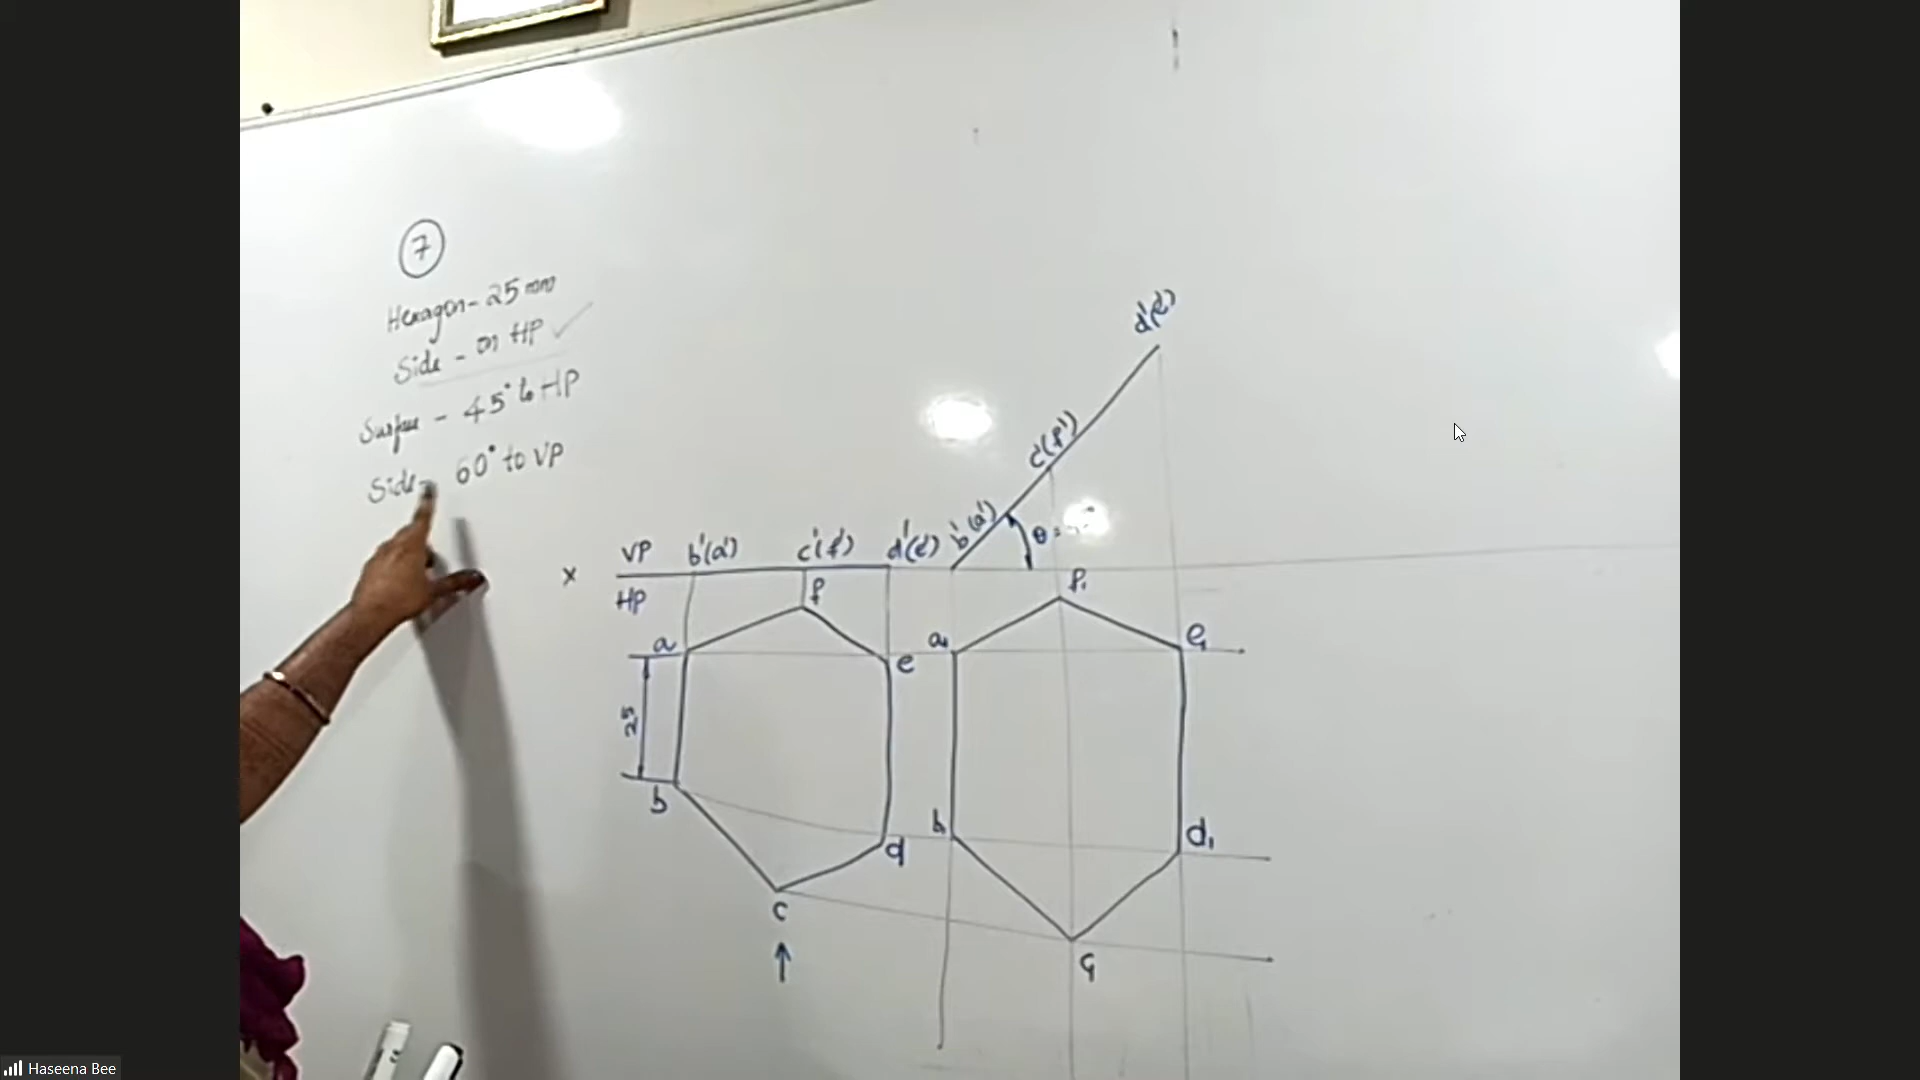 7
Hexagon - 25 mm
Side - on HP ✓
Surface - 45° to HP
Side - 60° to VP
d'(e')
c'(f')
b'(a')
θ =
X
VP
b'(a') c'(f') d'(e')
HP
f
f₁
a
e
a₁
e₁
25
b
d
b₁
d₁
c
c₁
Haseena Bee